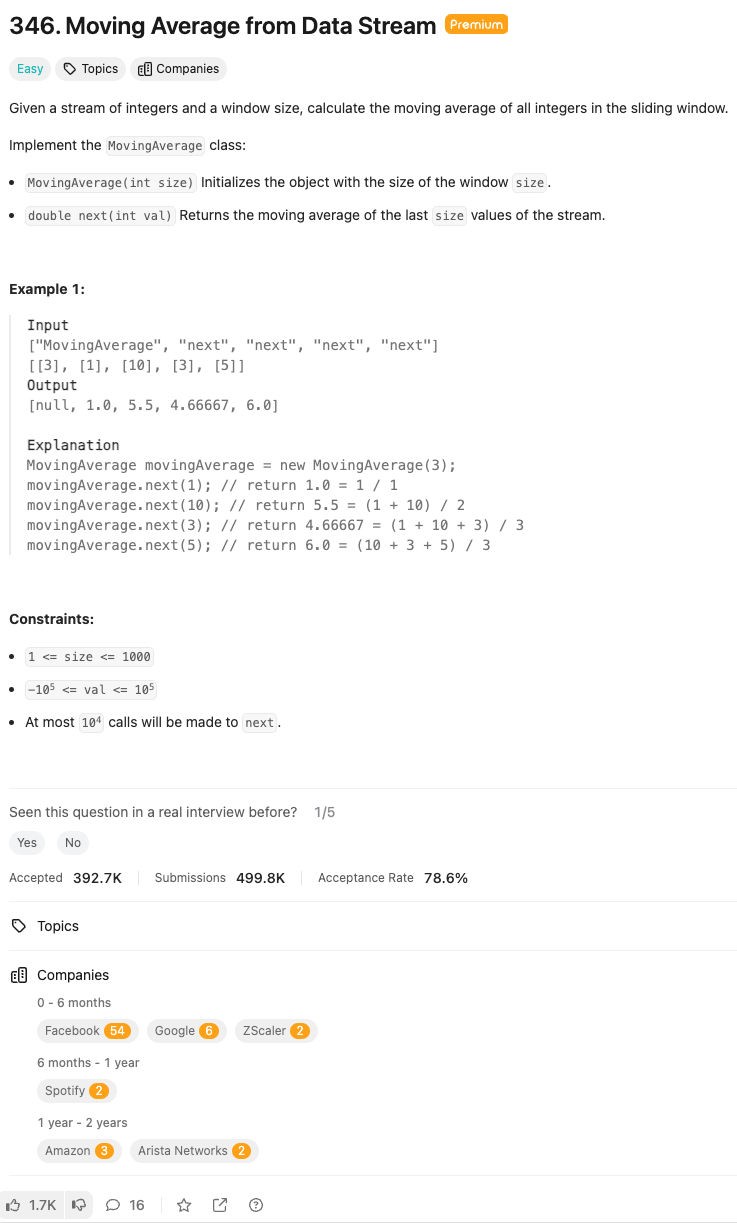 346. Moving Average from Data Stream Premium
Easy Topics Companies
Given a stream of integers and a window size, calculate the moving average of all integers in the sliding window.
Implement the MovingAverage class:
• MovingAverage(int size) Initializes the object with the size of the window size.
• double next(int val) Returns the moving average of the last size values of the stream.
Example 1:
Input
["MovingAverage", "next", "next", "next", "next"]
[[3], [1], [10], [3], [5]]
Output
[null, 1.0, 5.5, 4.66667, 6.0]
Explanation
MovingAverage movingAverage = new MovingAverage(3);
movingAverage.next(1); // return 1.0 = 1 / 1
movingAverage.next(10); // return 5.5 = (1 + 10) / 2
movingAverage.next(3); // return 4.66667 = (1 + 10 + 3) / 3
movingAverage.next(5); // return 6.0 = (10 + 3 + 5) / 3
Constraints:
• 1 <= size <= 1000
• -10⁵ <= val <= 10⁵
• At most 10⁴ calls will be made to next.
Seen this question in a real interview before? 1/5
Yes No
Accepted 392.7K Submissions 499.8K Acceptance Rate 78.6%
Topics
Companies
0 - 6 months
Facebook 54 Google 6 ZScaler 2
6 months - 1 year
Spotify 2
1 year - 2 years
Amazon 3 Arista Networks 2
1.7K 16